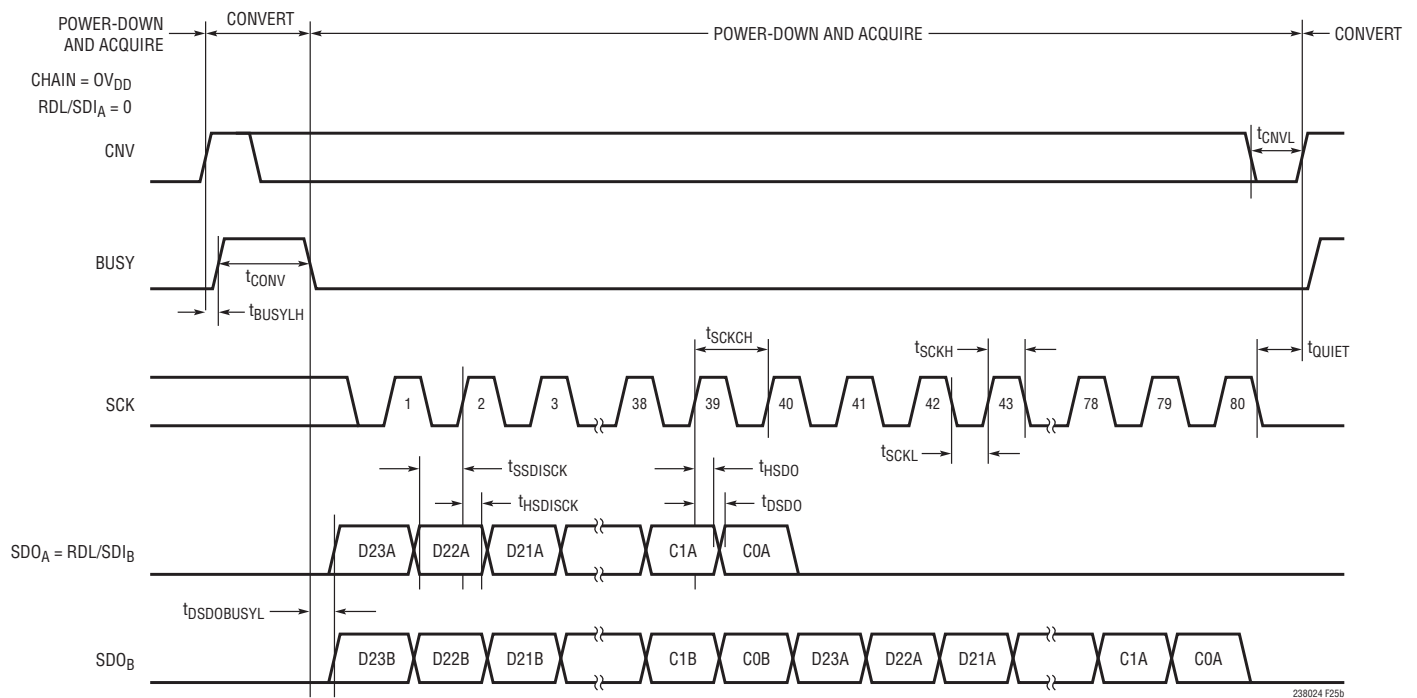 POWER-DOWN
AND ACQUIRE
CONVERT
POWER-DOWN AND ACQUIRE
CONVERT
CHAIN = OVDD
RDL/SDIA = 0
CNV
tCNVL
BUSY
tCONV
tBUSYLH
tSCKCH
tSCKH
tQUIET
SCK
1 2 3 38 39 40 41 42 43 78 79 80
tSSDISCK
tHSDO
tSCKL
tHSDISCK
tDSDO
SDOA = RDL/SDIB
D23A D22A D21A C1A C0A
tDSDOBUSYL
SDOB
D23B D22B D21B C1B C0B D23A D22A D21A C1A C0A
238024 F25b